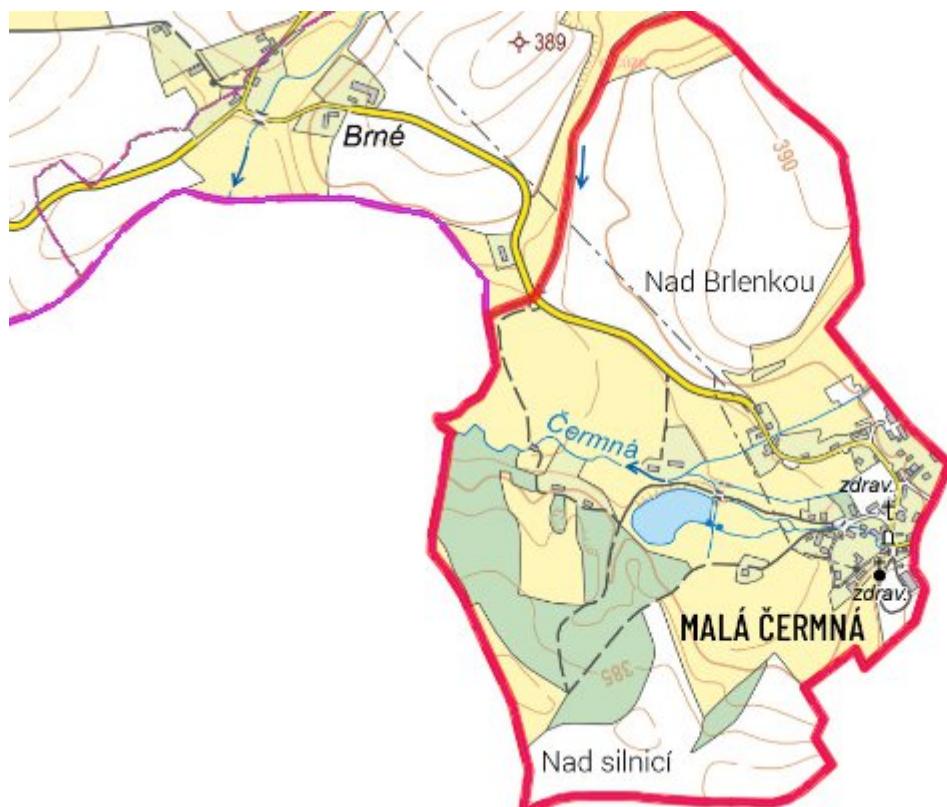 389
Brné
390
Nad Brlenkou
Čermná
zdrav.
zdrav.
MALÁ ČERMNÁ
385
Nad silnicí